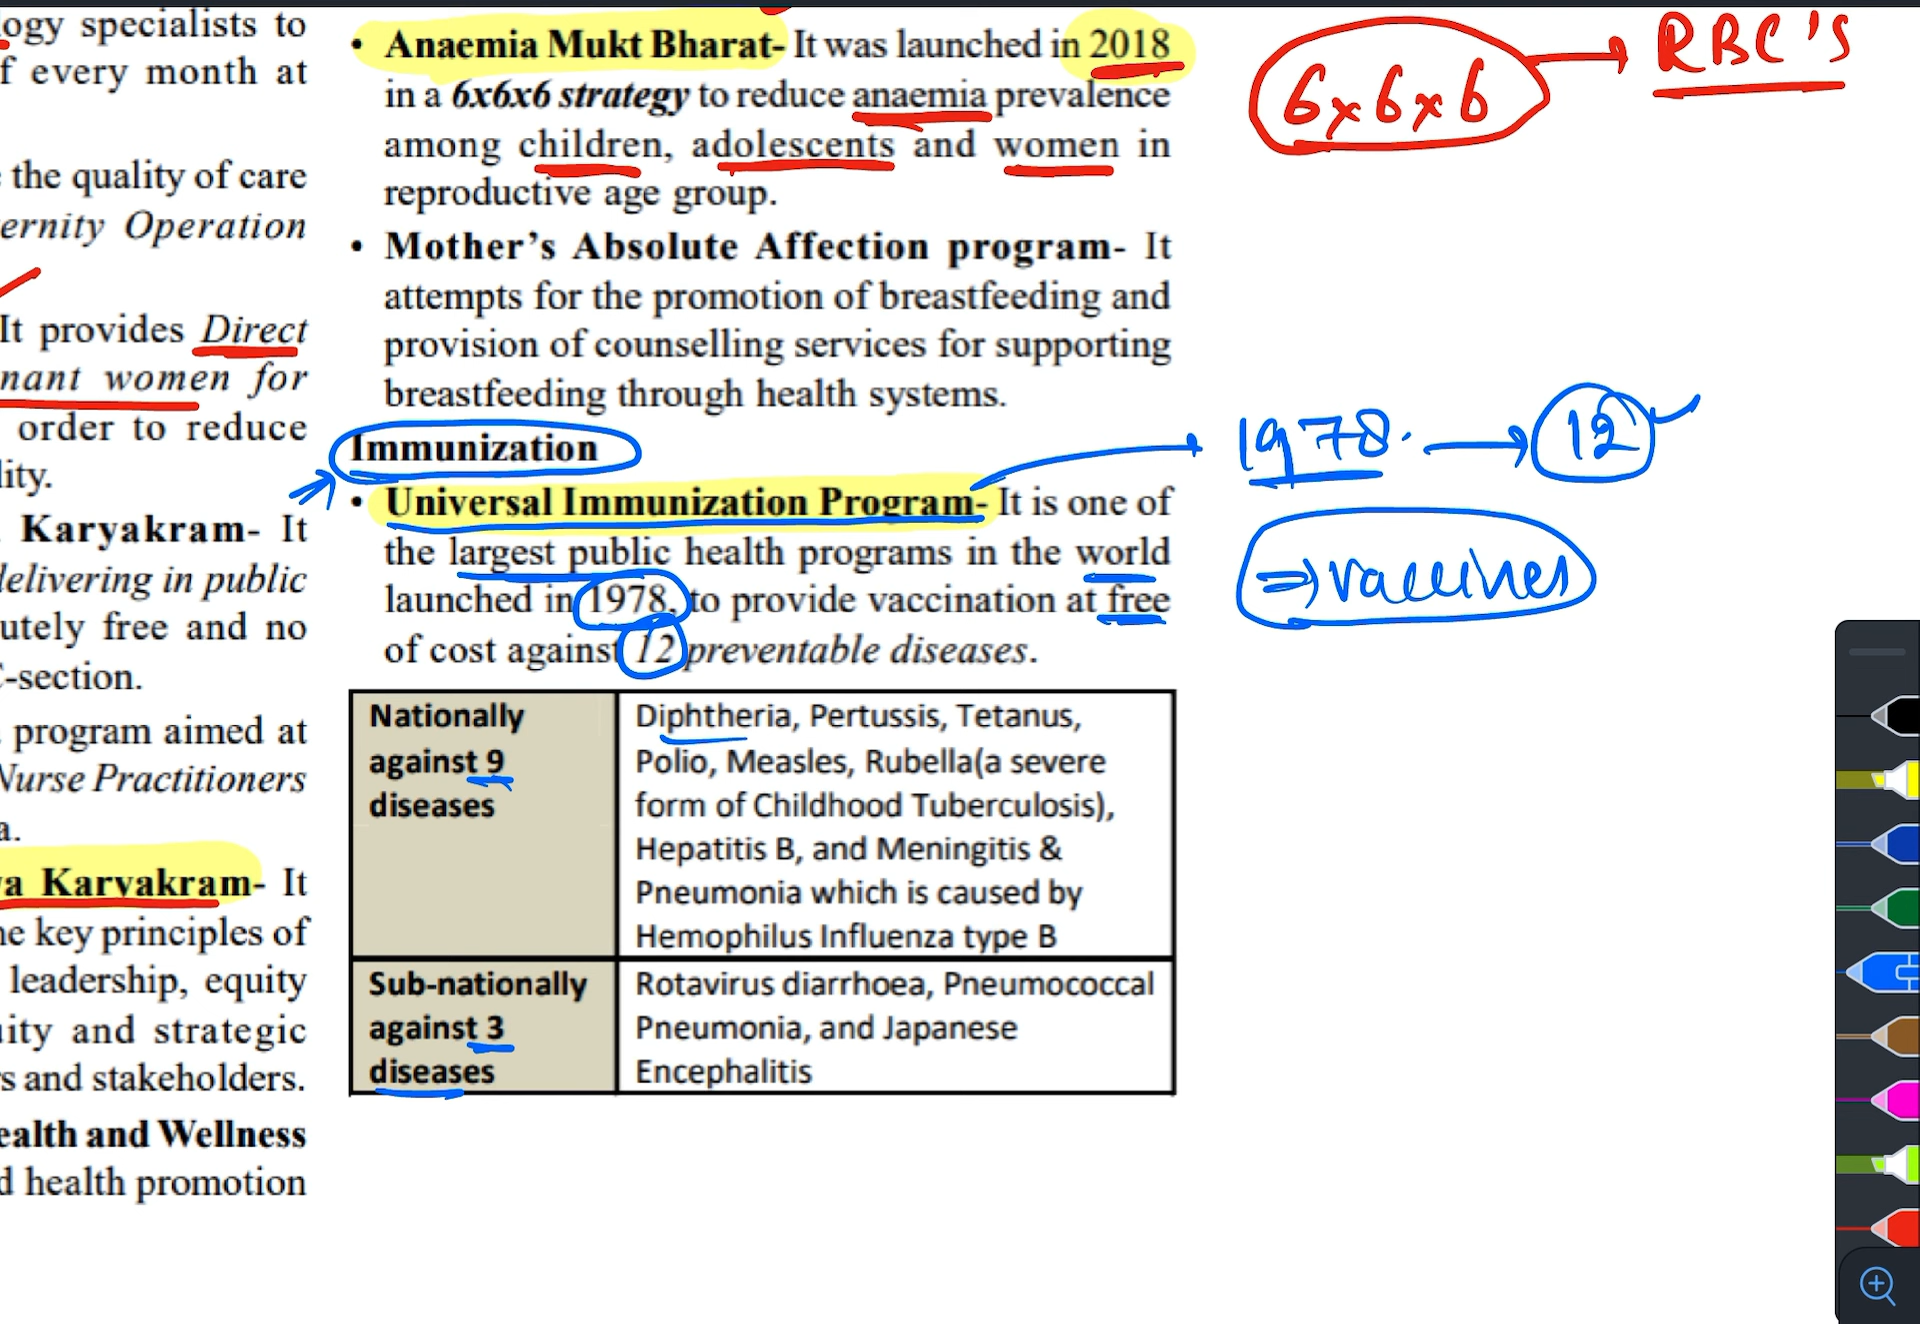 ogy specialists to
f every month at
the quality of care
ernity Operation
It provides Direct
nant women for
order to reduce
lity.
Karyakram- It
delivering in public
utely free and no
C-section.
program aimed at
Nurse Practitioners
a.
a Karyakram- It
ne key principles of
leadership, equity
uity and strategic
s and stakeholders.
ealth and Wellness
d health promotion
• Anaemia Mukt Bharat- It was launched in 2018
in a 6x6x6 strategy to reduce anaemia prevalence
among children, adolescents and women in
reproductive age group.
• Mother's Absolute Affection program- It
attempts for the promotion of breastfeeding and
provision of counselling services for supporting
breastfeeding through health systems.
Immunization
• Universal Immunization Program- It is one of
the largest public health programs in the world
launched in 1978, to provide vaccination at free
of cost against 12 preventable diseases.
Nationally
against 9
diseases
Diphtheria, Pertussis, Tetanus,
Polio, Measles, Rubella(a severe
form of Childhood Tuberculosis),
Hepatitis B, and Meningitis &
Pneumonia which is caused by
Hemophilus Influenza type B
Sub-nationally
against 3
diseases
Rotavirus diarrhoea, Pneumococcal
Pneumonia, and Japanese
Encephalitis
6x6x6 → RBC'S
1978. → 12
⇒ vaccines